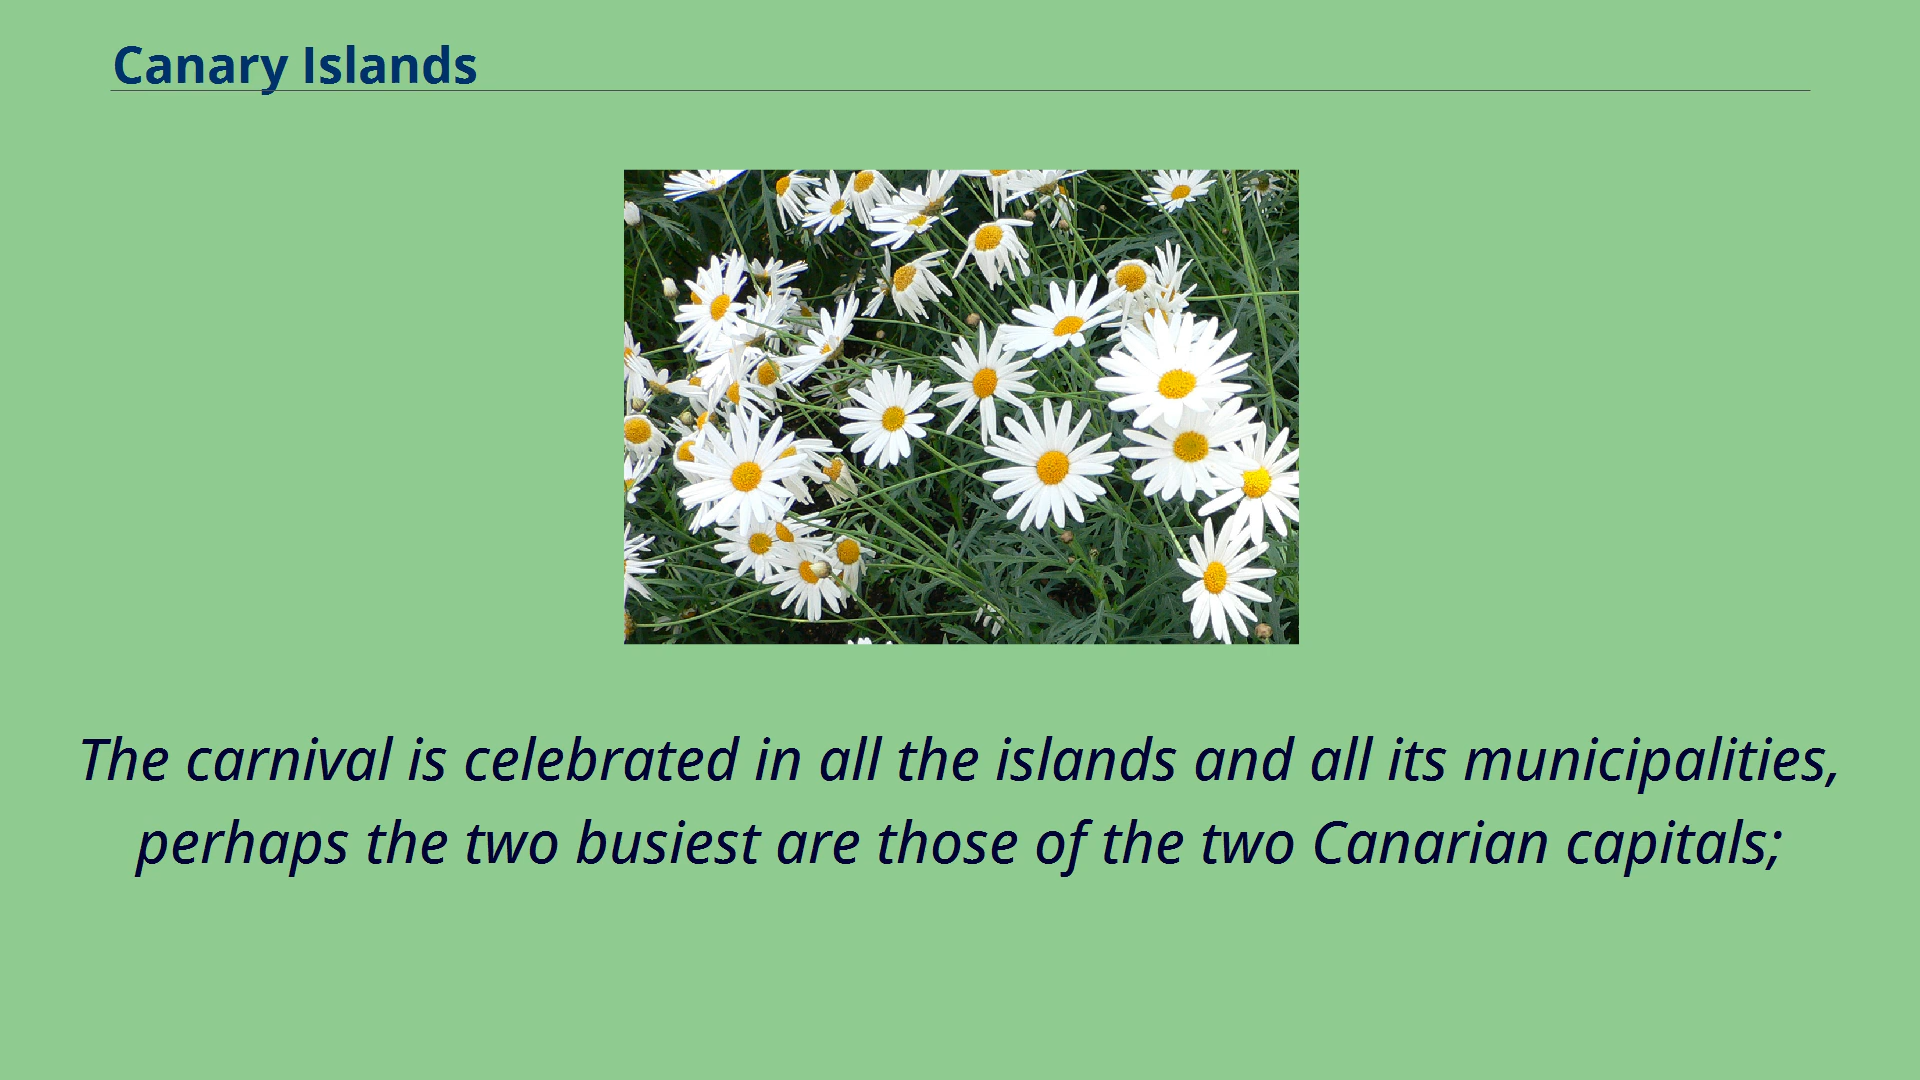 Canary Islands
The carnival is celebrated in all the islands and all its municipalities,
perhaps the two busiest are those of the two Canarian capitals;